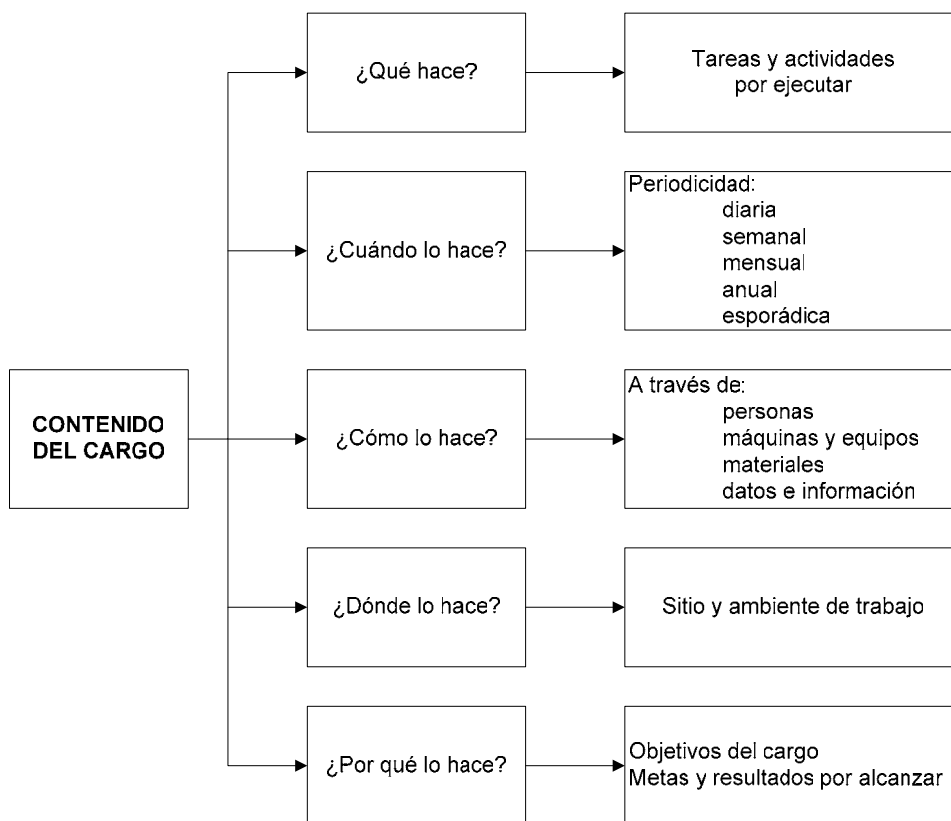 ¿Qué hace?
Tareas y actividades
por ejecutar
¿Cuándo lo hace?
Periodicidad:
diaria
semanal
mensual
anual
esporádica
CONTENIDO
DEL CARGO
¿Cómo lo hace?
A través de:
personas
máquinas y equipos
materiales
datos e información
¿Dónde lo hace?
Sitio y ambiente de trabajo
¿Por qué lo hace?
Objetivos del cargo
Metas y resultados por alcanzar